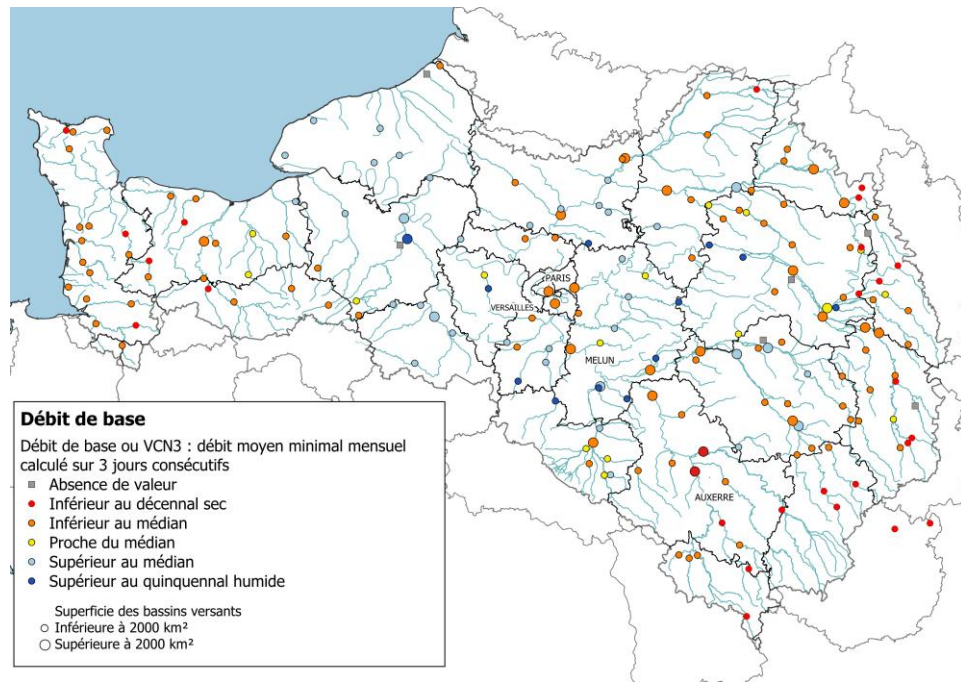 PARIS
VERSAILLES
MELUN
AUXERRE
Débit de base
Débit de base ou VCN3 : débit moyen minimal mensuel
calculé sur 3 jours consécutifs
Absence de valeur
Inférieur au décennal sec
Inférieur au médian
Proche du médian
Supérieur au médian
Supérieur au quinquennal humide
Superficie des bassins versants
Inférieure à 2000 km²
Supérieure à 2000 km²